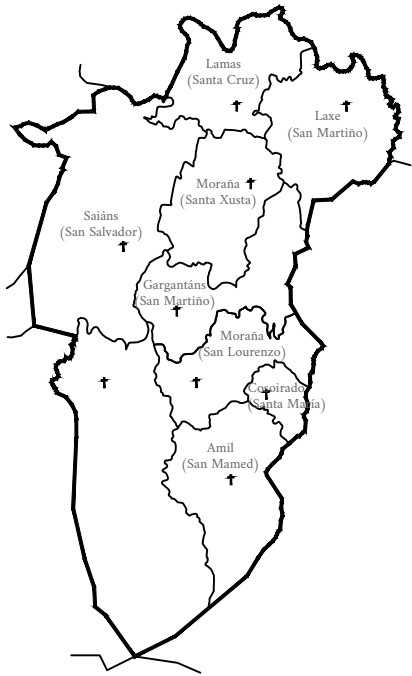 Lamas
(Santa Cruz)
Laxe
(San Martiño)
Moraña
(Santa Xusta)
Saiáns
(San Salvador)
Gargantáns
(San Martiño)
Moraña
(San Lourenzo)
Cosoirado
(Santa María)
Amil
(San Mamed)